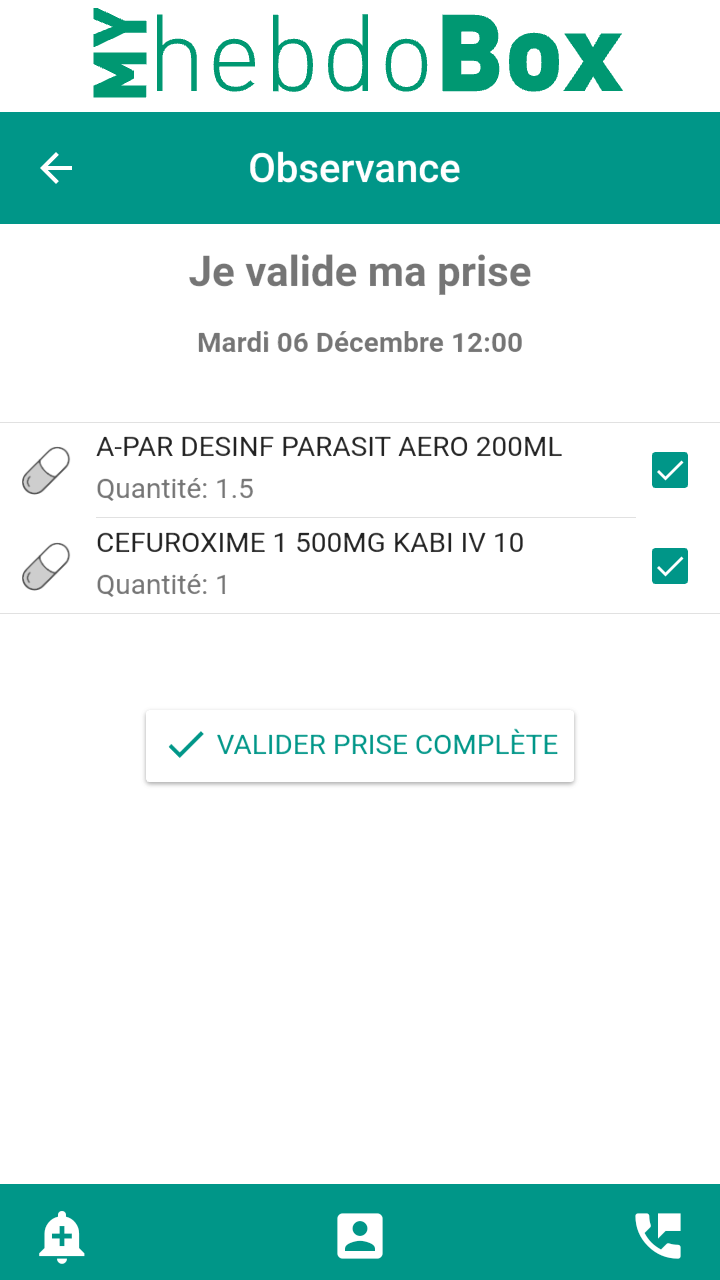 MY hebdoBox
Observance
Je valide ma prise
Mardi 06 Décembre 12:00
A-PAR DESINF PARASIT AERO 200ML
Quantité: 1.5
CEFUROXIME 1 500MG KABI IV 10
Quantité: 1
VALIDER PRISE COMPLÈTE